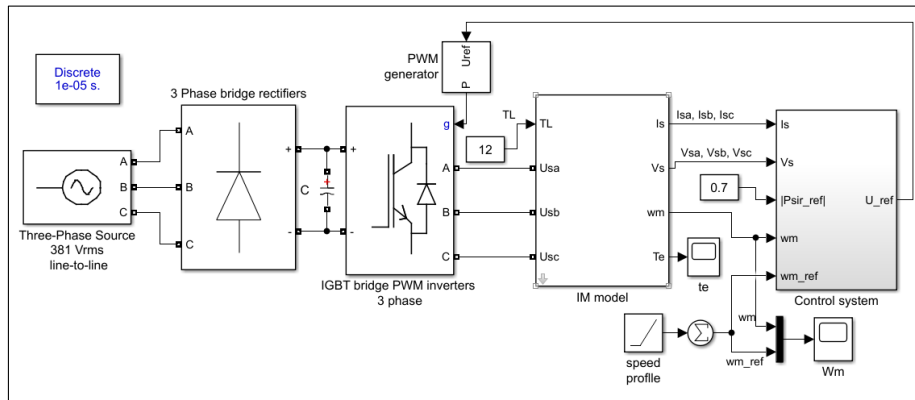 Discrete
1e-05 s.
PWM
generator
Uref
P
3 Phase bridge rectifiers
A
B
C
A
B
C
+
-
Three-Phase Source
381 Vrms
line-to-line
C
+
-
g
A
B
C
IGBT bridge PWM inverters
3 phase
TL
12
TL
Usa
Usb
Usc
Is
Vs
wm
Te
IM model
te
Isa, Isb, Isc
Vsa, Vsb, Vsc
0.7
Is
Vs
|Psir_ref|
wm
wm_ref
U_ref
Control system
speed
proflle
wm
wm_ref
Wm